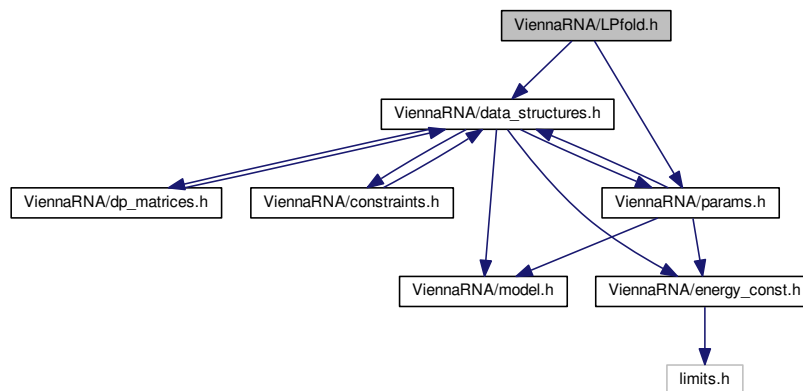 ViennaRNA/LPfold.h
ViennaRNA/data_structures.h
ViennaRNA/dp_matrices.h
ViennaRNA/constraints.h
ViennaRNA/params.h
ViennaRNA/model.h
ViennaRNA/energy_const.h
limits.h